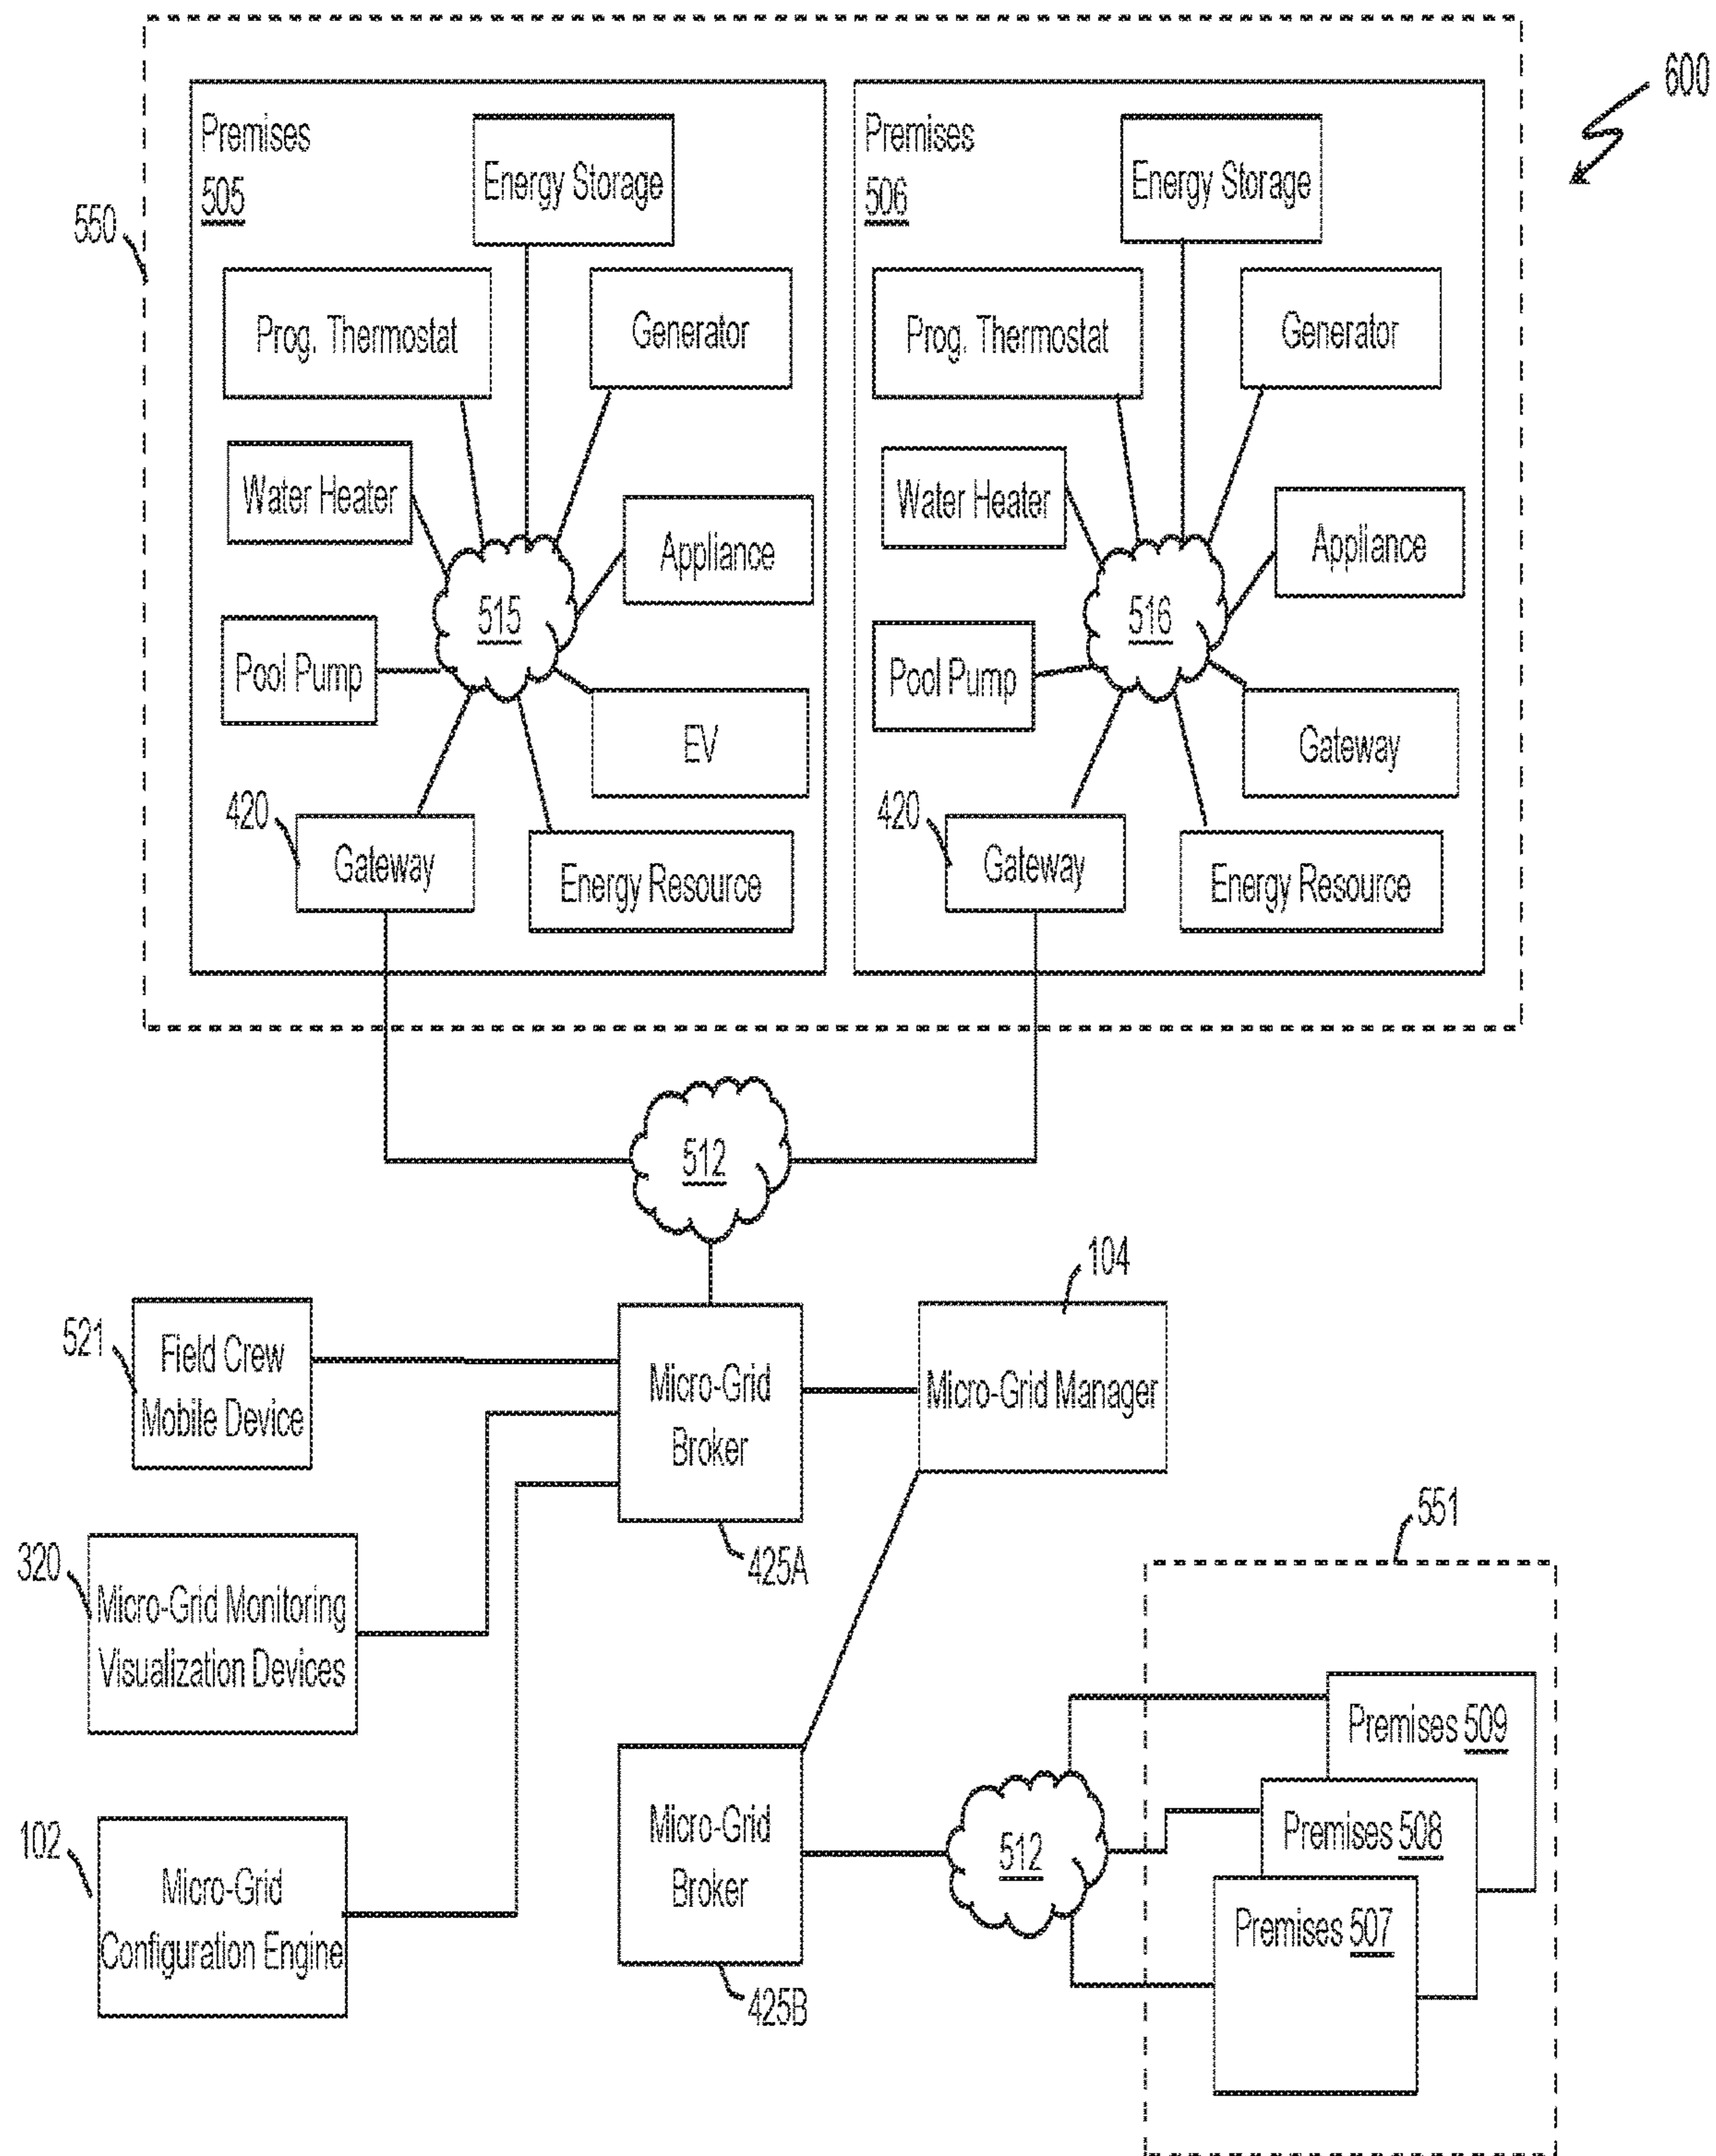 600
550
Premises
505
Energy Storage
Prog. Thermostat
Generator
Water Heater
Appliance
515
Pool Pump
EV
420
Gateway
Energy Resource
Premises
506
Energy Storage
Prog. Thermostat
Generator
Water Heater
Appliance
516
Pool Pump
Gateway
420
Gateway
Energy Resource
512
104
521
Field Crew
Mobile Device
Micro-Grid
Broker
425A
Micro-Grid Manager
320
Micro-Grid Monitoring
Visualization Devices
551
102
Micro-Grid
Configuration Engine
Micro-Grid
Broker
425B
512
Premises 509
Premises 508
Premises 507